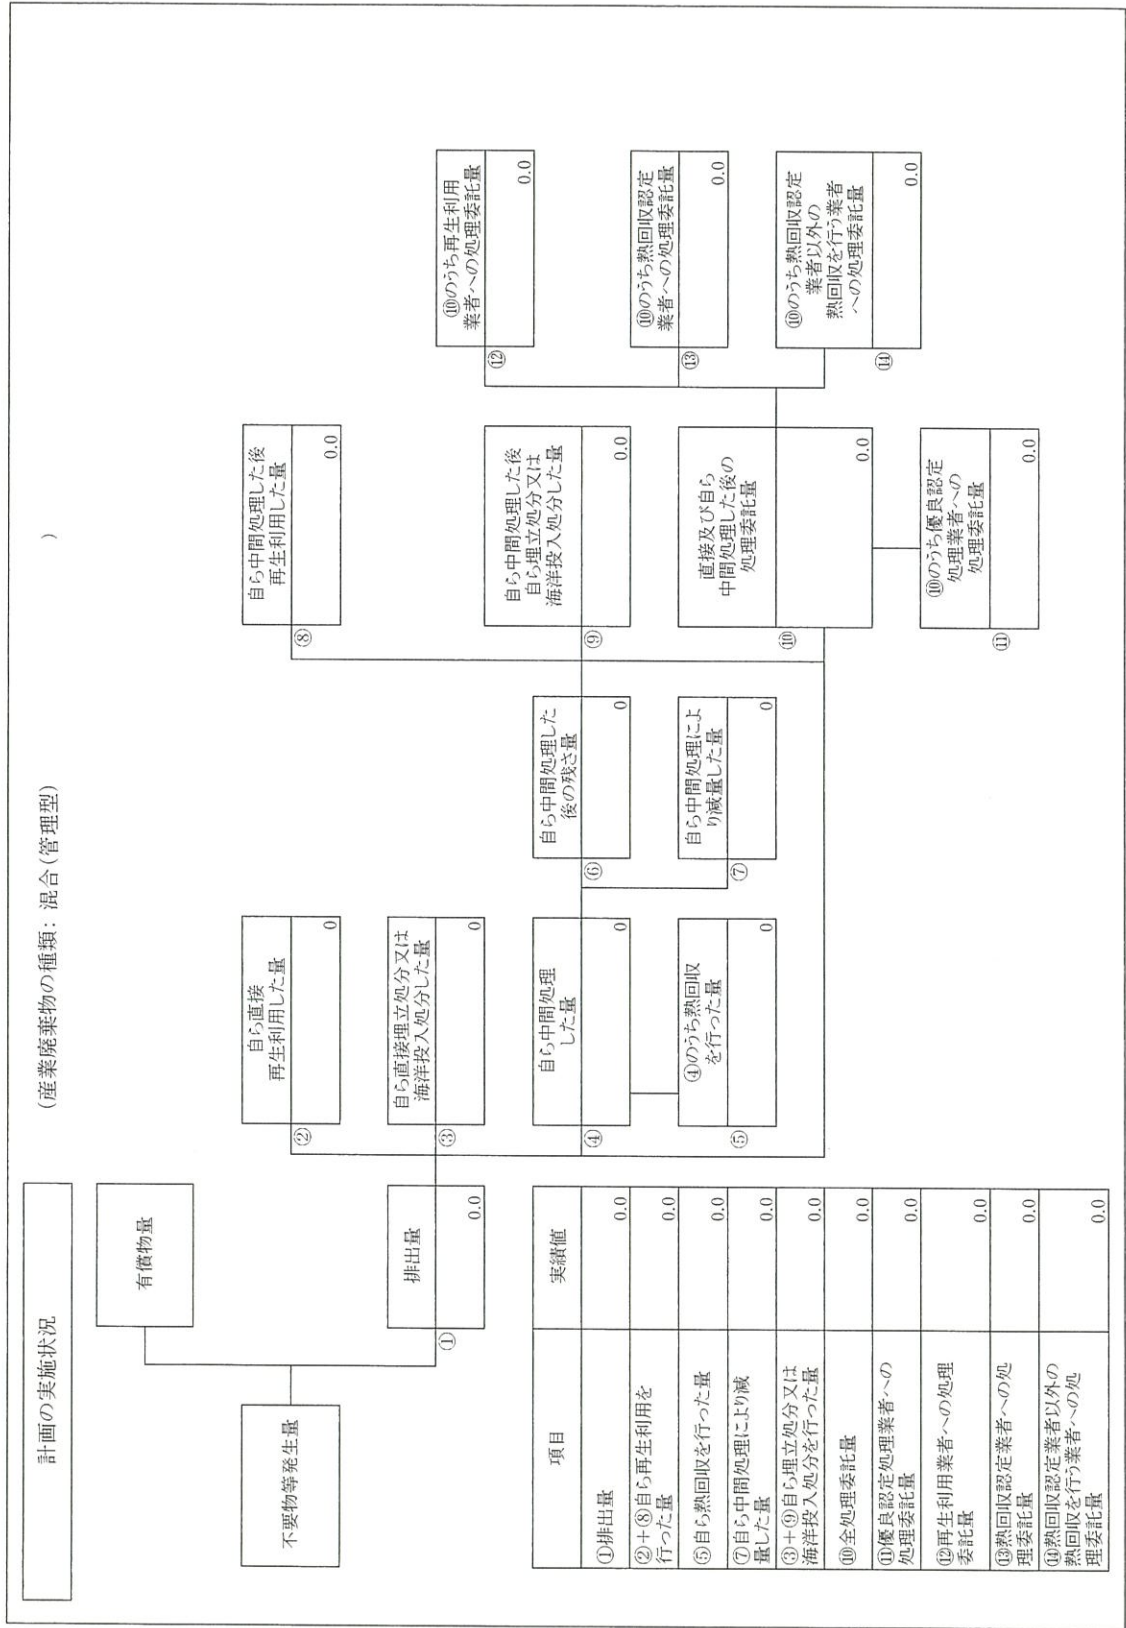 計画の実施状況
(産業廃棄物の種類: 混合(管理型) )
不要物等発生量
有償物量
①
排出量
0.0
②
自ら直接
再生利用した量
0
③
自ら直接埋立処分又は
海洋投入処分した量
0
④
自ら中間処理
した量
0
⑤
④のうち熱回収
を行った量
0
⑥
自ら中間処理した
後の残さ量
0
⑦
自ら中間処理によ
り減量した量
0
⑧
自ら中間処理した後
再生利用した量
0.0
⑨
自ら中間処理した後
自ら埋立処分又は
海洋投入処分した量
0.0
⑩
直接及び自ら
中間処理した後の
処理委託量
0.0
⑪
⑩のうち優良認定
処理業者への
処理委託量
0.0
⑫
⑩のうち再生利用
業者への処理委託量
0.0
⑬
⑩のうち熱回収認定
業者への処理委託量
0.0
⑭
⑩のうち熱回収認定
業者以外の
熱回収を行う業者
への処理委託量
0.0
項目 実績値
①排出量 0.0
②+⑧自ら再生利用を
行った量 0.0
⑤自ら熱回収を行った量 0.0
⑦自ら中間処理により減
量した量 0.0
③+⑨自ら埋立処分又は
海洋投入処分を行った量 0.0
⑩全処理委託量 0.0
⑪優良認定処理業者への
処理委託量 0.0
⑫再生利用業者への処理
委託量 0.0
⑬熱回収認定業者への処
理委託量 0.0
⑭熱回収認定業者以外の
熱回収を行う業者への処
理委託量 0.0